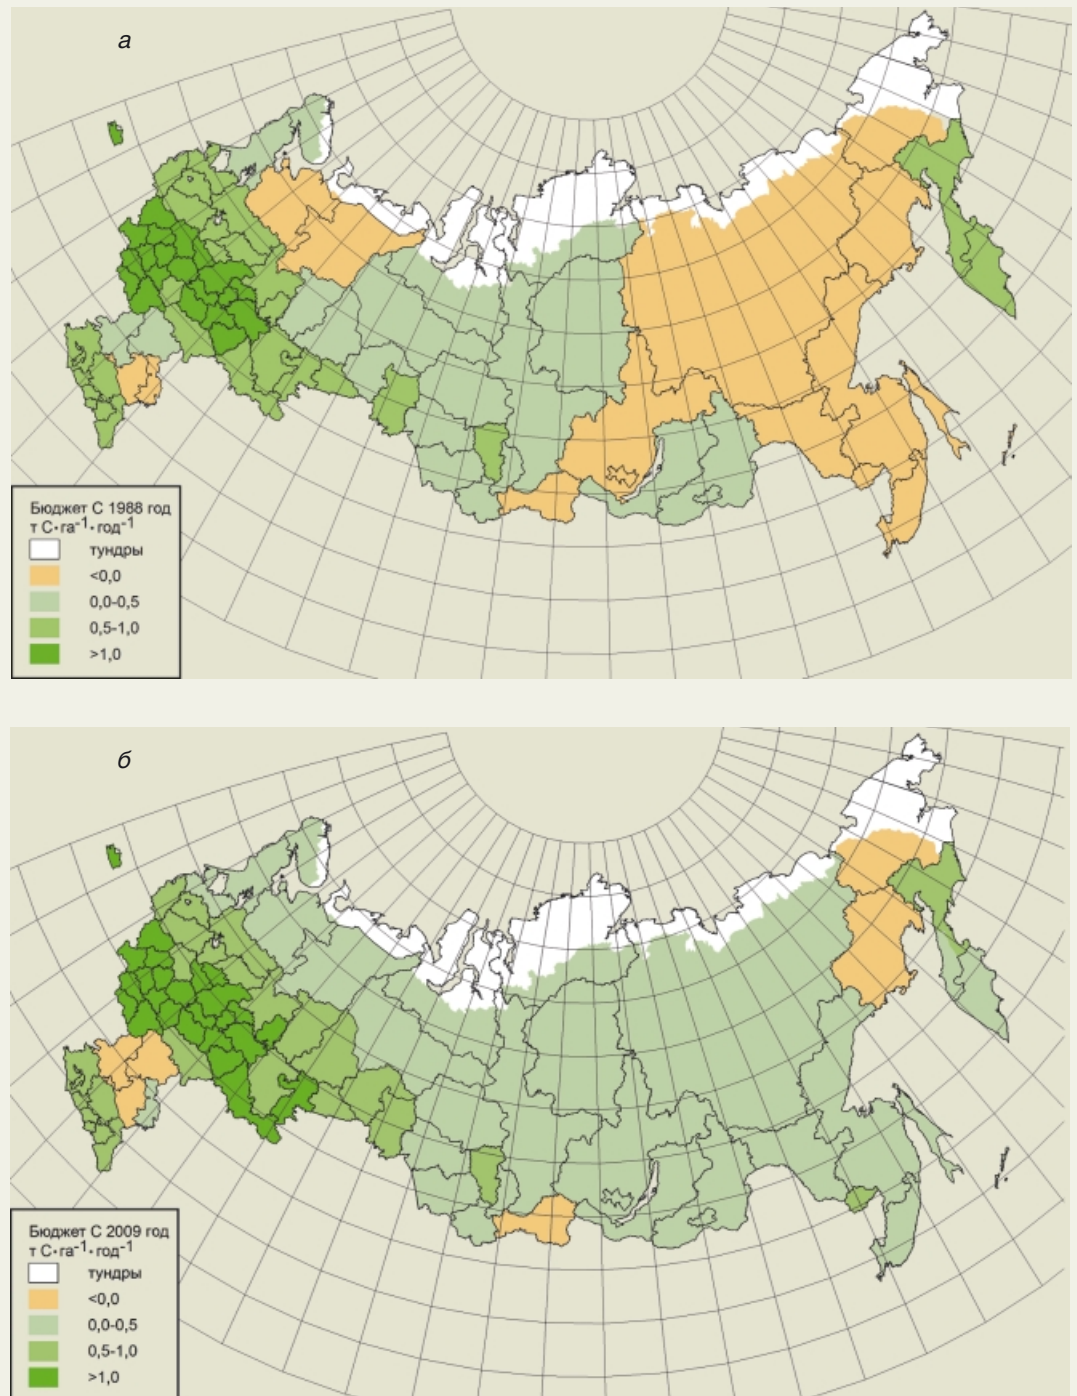 а
Бюджет С 1988 год
т С·га⁻¹·год⁻¹
тундры
<0,0
0,0-0,5
0,5-1,0
>1,0
б
Бюджет С 2009 год
т С·га⁻¹·год⁻¹
тундры
<0,0
0,0-0,5
0,5-1,0
>1,0